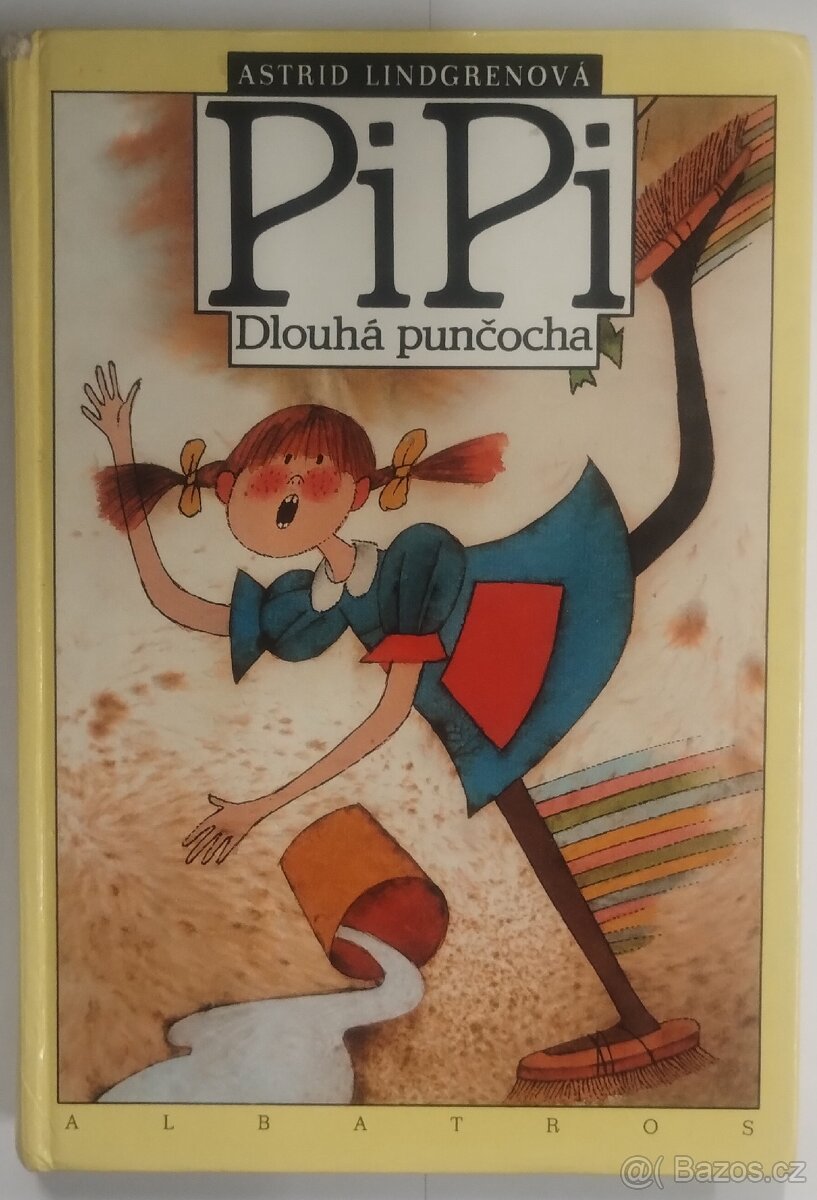 ASTRID LINDGRENOVÁ
PiPi
Dlouhá punčocha
ALBATROS
@( Bazos.cz